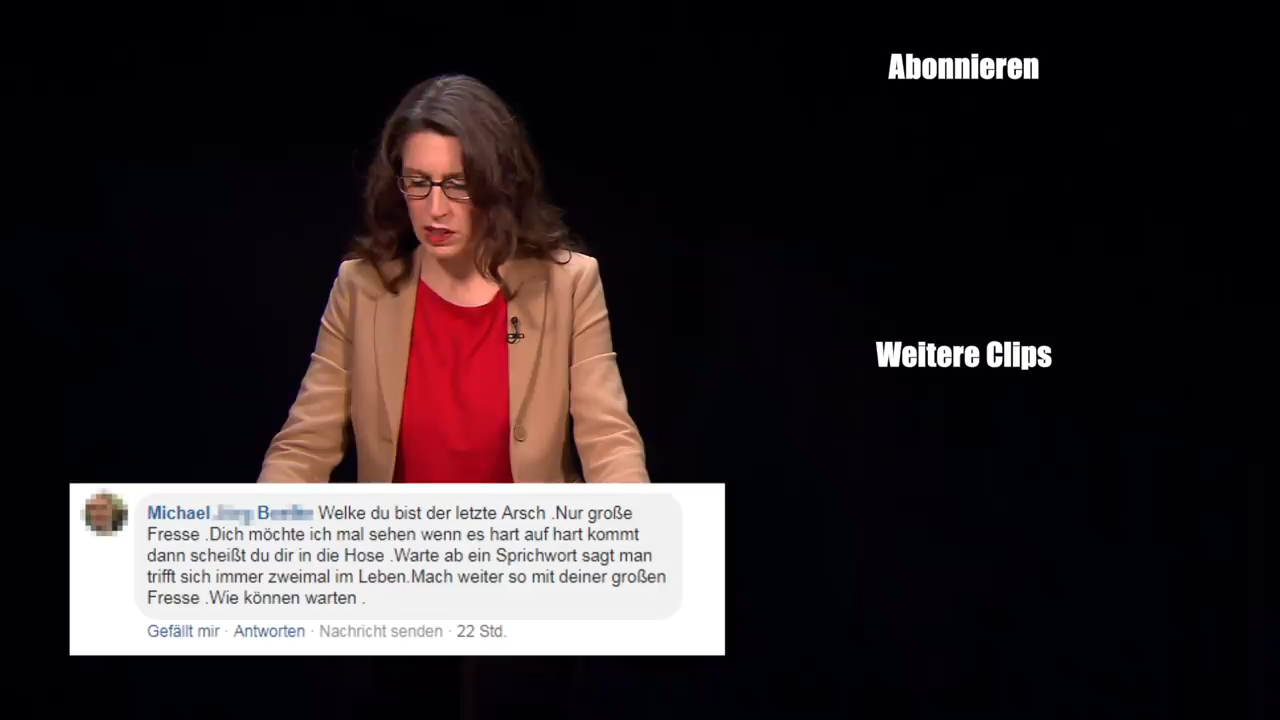 Abonnieren
Weitere Clips
Michael Welke du bist der letzte Arsch .Nur große
Fresse .Dich möchte ich mal sehen wenn es hart auf hart kommt
dann scheißt du dir in die Hose .Warte ab ein Sprichwort sagt man
trifft sich immer zweimal im Leben.Mach weiter so mit deiner großen
Fresse .Wie können warten .
Gefällt mir · Antworten · Nachricht senden · 22 Std.